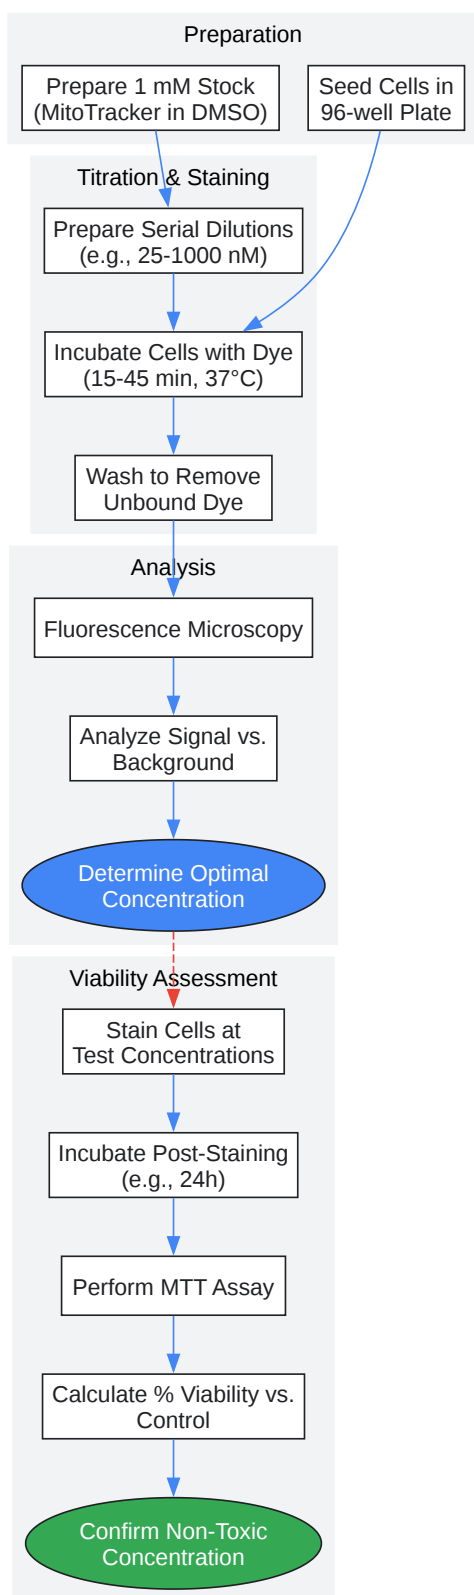 Preparation
Prepare 1 mM Stock
(MitoTracker in DMSO)
Seed Cells in
96-well Plate
Titration & Staining
Prepare Serial Dilutions
(e.g., 25-1000 nM)
Incubate Cells with Dye
(15-45 min, 37°C)
Wash to Remove
Unbound Dye
Analysis
Fluorescence Microscopy
Analyze Signal vs.
Background
Determine Optimal
Concentration
Viability Assessment
Stain Cells at
Test Concentrations
Incubate Post-Staining
(e.g., 24h)
Perform MTT Assay
Calculate % Viability vs.
Control
Confirm Non-Toxic
Concentration